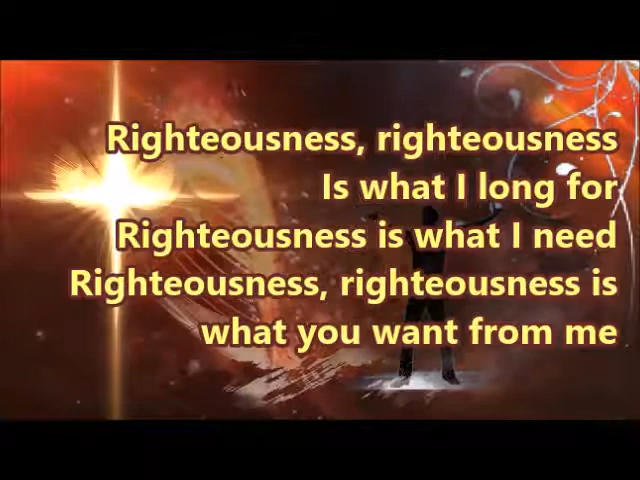 Righteousness, righteousness
Is what I long for
Righteousness is what I need
Righteousness, righteousness is
what you want from me